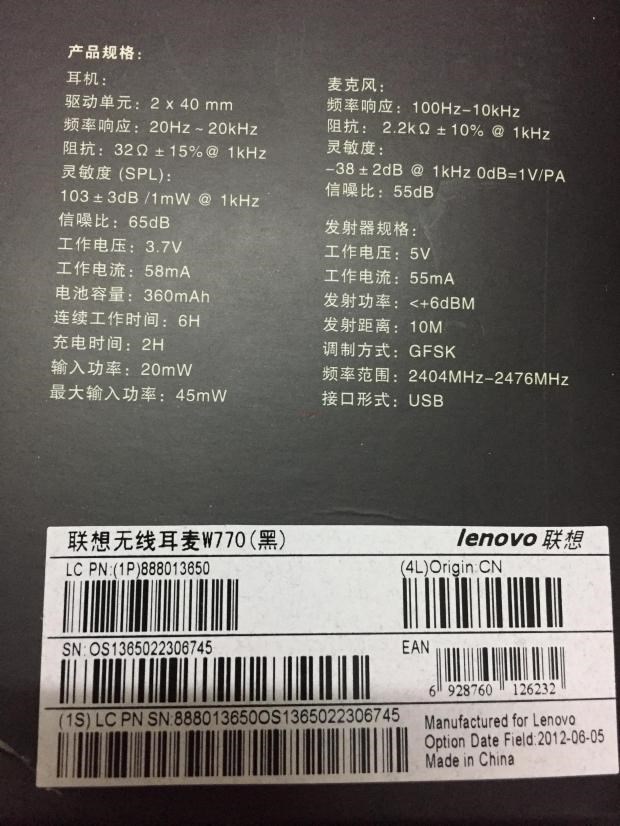 产品规格：
耳机：
驱动单元：2 x 40 mm
频率响应：20Hz ~ 20kHz
阻抗：32Ω ± 15%@ 1kHz
灵敏度 (SPL)：
103 ± 3dB /1mW @ 1kHz
信噪比：65dB
工作电压：3.7V
工作电流：58mA
电池容量：360mAh
连续工作时间：6H
充电时间：2H
输入功率：20mW
最大输入功率：45mW
麦克风：
频率响应：100Hz–10kHz
阻抗： 2.2kΩ ± 10% @ 1kHz
灵敏度：
-38 ± 2dB @ 1kHz 0dB=1V/PA
信噪比：55dB
发射器规格：
工作电压：5V
工作电流：55mA
发射功率：<+6dBM
发射距离：10M
调制方式：GFSK
频率范围：2404MHz–2476MHz
接口形式：USB
联想无线耳麦W770(黑)
lenovo 联想
LC PN:(1P)888013650
(4L)Origin:CN
SN:OS1365022306745
EAN
6 928760 126232
(1S) LC PN SN:888013650OS1365022306745
Manufactured for Lenovo
Option Date Field:2012-06-05
Made in China